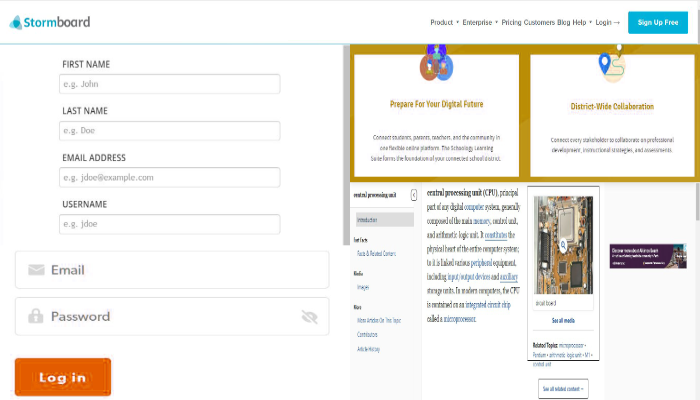 Stormboard
Product Enterprise Pricing Customers Blog Help Login → Sign Up Free
FIRST NAME
e.g. John
LAST NAME
e.g. Doe
EMAIL ADDRESS
e.g. jdoe@example.com
USERNAME
e.g. jdoe
Email
Password
Log in
Prepare For Your Digital Future
Connect students, parents, teachers, and the community in
one flexible online platform. The Schoology Learning
Suite forms the foundation of your connected school district.
District-Wide Collaboration
Connect every stakeholder to collaborate on professional
development, instructional strategies, and assessments.
central processing unit
Introduction
Fast Facts
Facts & Related Content
Media
Images
More
More Articles On This Topic
Contributors
Article History
central processing unit (CPU), principal
part of any digital computer system, generally
composed of the main memory, control unit,
and arithmetic-logic unit. It constitutes the
physical heart of the entire computer system;
to it is linked various peripheral equipment,
including input/output devices and auxiliary
storage units. In modern computers, the CPU
is contained on an integrated circuit chip
called a microprocessor.
circuit board
See all media
Related Topics: microprocessor •
Pentium • arithmetic logic unit • M1 •
control unit
See all related content →